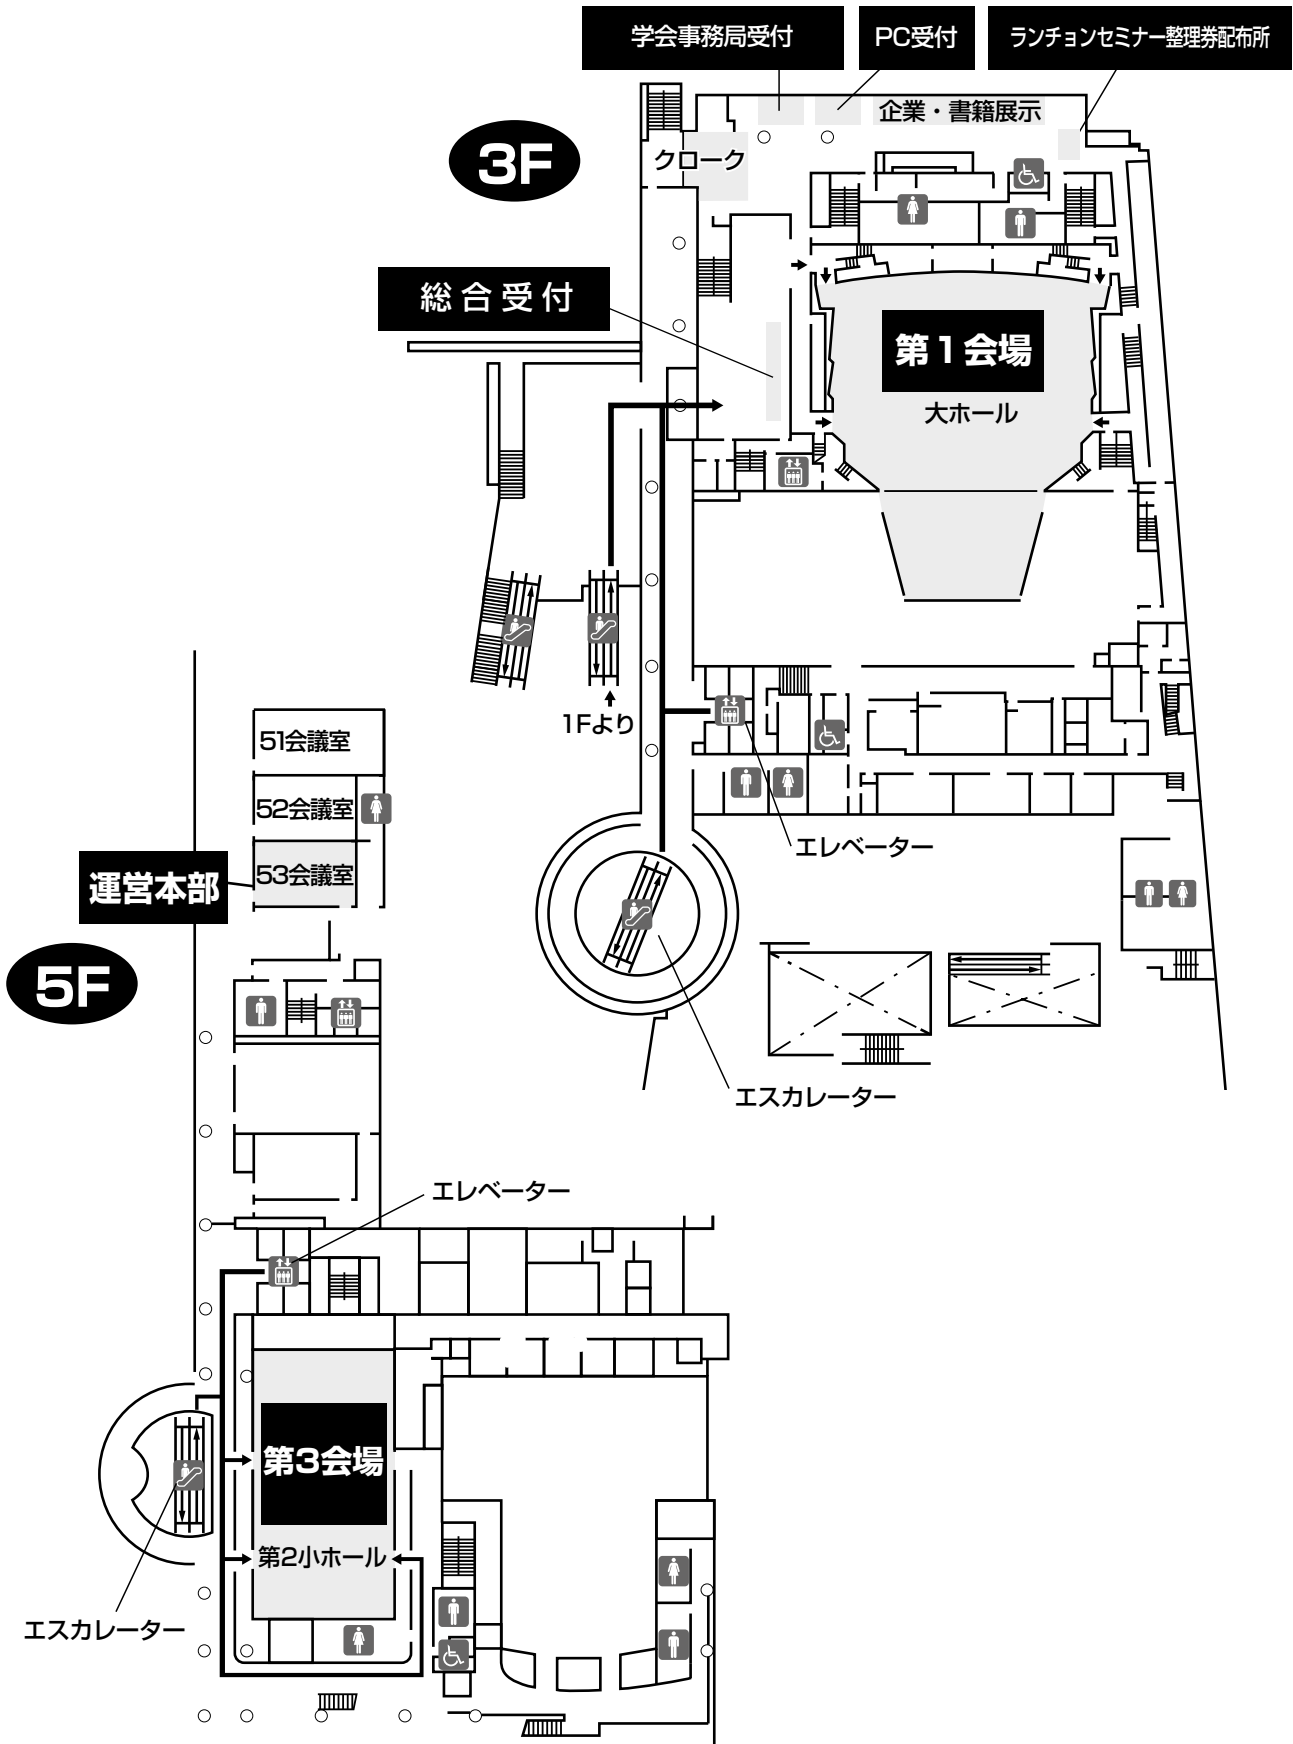 学会事務局受付
PC受付
ランチョンセミナー整理券配布所
企業・書籍展示
クローク
3F
総合受付
第1会場
大ホール
1Fより
51会議室
52会議室
53会議室
運営本部
エレベーター
5F
エスカレーター
エレベーター
第3会場
第2小ホール
エスカレーター